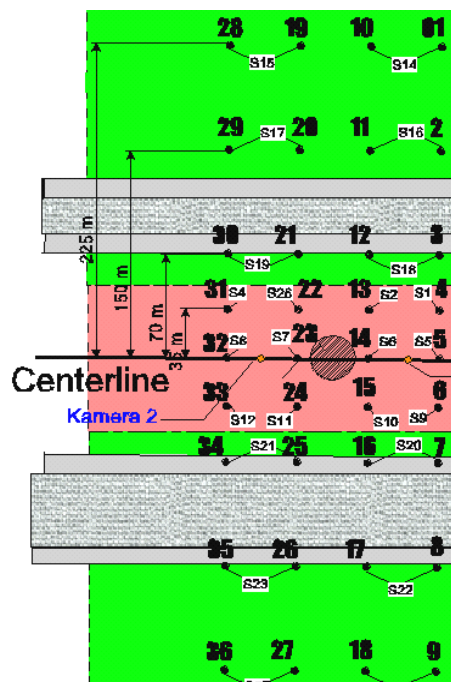 28 19 10 01
S15 S14
29 20 11 2
S17 S16
225 m
150 m
70 m
35 m
30 21 12 3
S19 S18
31 S4 S26 22 13 S2 S1 4
32 S8 S7 23 14 S6 S5 5
Centerline
33 24 15 6
Kamera 2
S12 S11 S10 S9
34 S21 25 16 S20 7
35 26 17 8
S23 S22
36 27 18 9